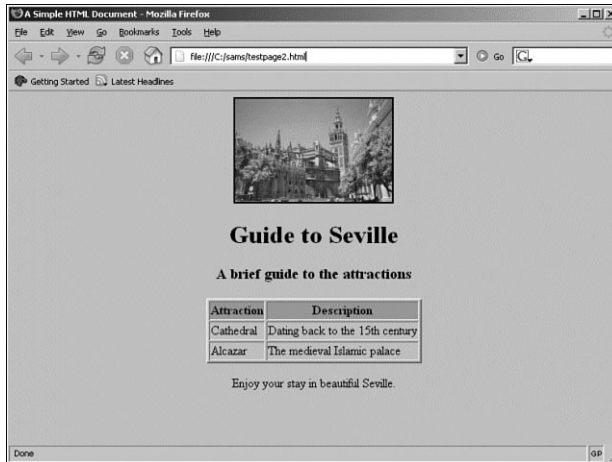 A Simple HTML Document - Mozilla Firefox
File Edit View Go Bookmarks Tools Help
file:///C:/sams/testpage2.html Go G
Getting Started Latest Headlines
Guide to Seville
A brief guide to the attractions
Attraction Description
Cathedral Dating back to the 15th century
Alcazar The medieval Islamic palace
Enjoy your stay in beautiful Seville.
Done GP